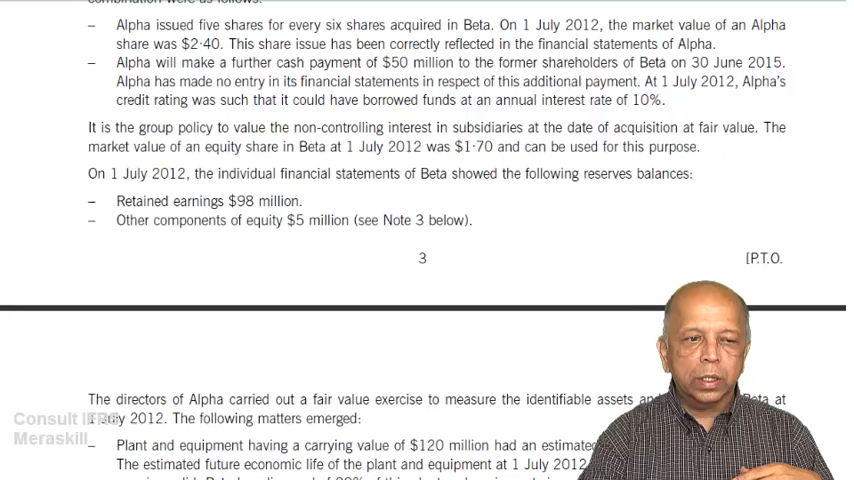 – Alpha issued five shares for every six shares acquired in Beta. On 1 July 2012, the market value of an Alpha
share was $2·40. This share issue has been correctly reflected in the financial statements of Alpha.
– Alpha will make a further cash payment of $50 million to the former shareholders of Beta on 30 June 2015.
Alpha has made no entry in its financial statements in respect of this additional payment. At 1 July 2012, Alpha's
credit rating was such that it could have borrowed funds at an annual interest rate of 10%.
It is the group policy to value the non-controlling interest in subsidiaries at the date of acquisition at fair value. The
market value of an equity share in Beta at 1 July 2012 was $1·70 and can be used for this purpose.
On 1 July 2012, the individual financial statements of Beta showed the following reserves balances:
– Retained earnings $98 million.
– Other components of equity $5 million (see Note 3 below).
3 [P.T.O.
The directors of Alpha carried out a fair value exercise to measure the identifiable assets Beta at
2012. The following matters emerged:
Consult IFRS
Meraskill
– Plant and equipment having a carrying value of $120 million had an estimated
The estimated future economic life of the plant and equipment at 1 July 2012